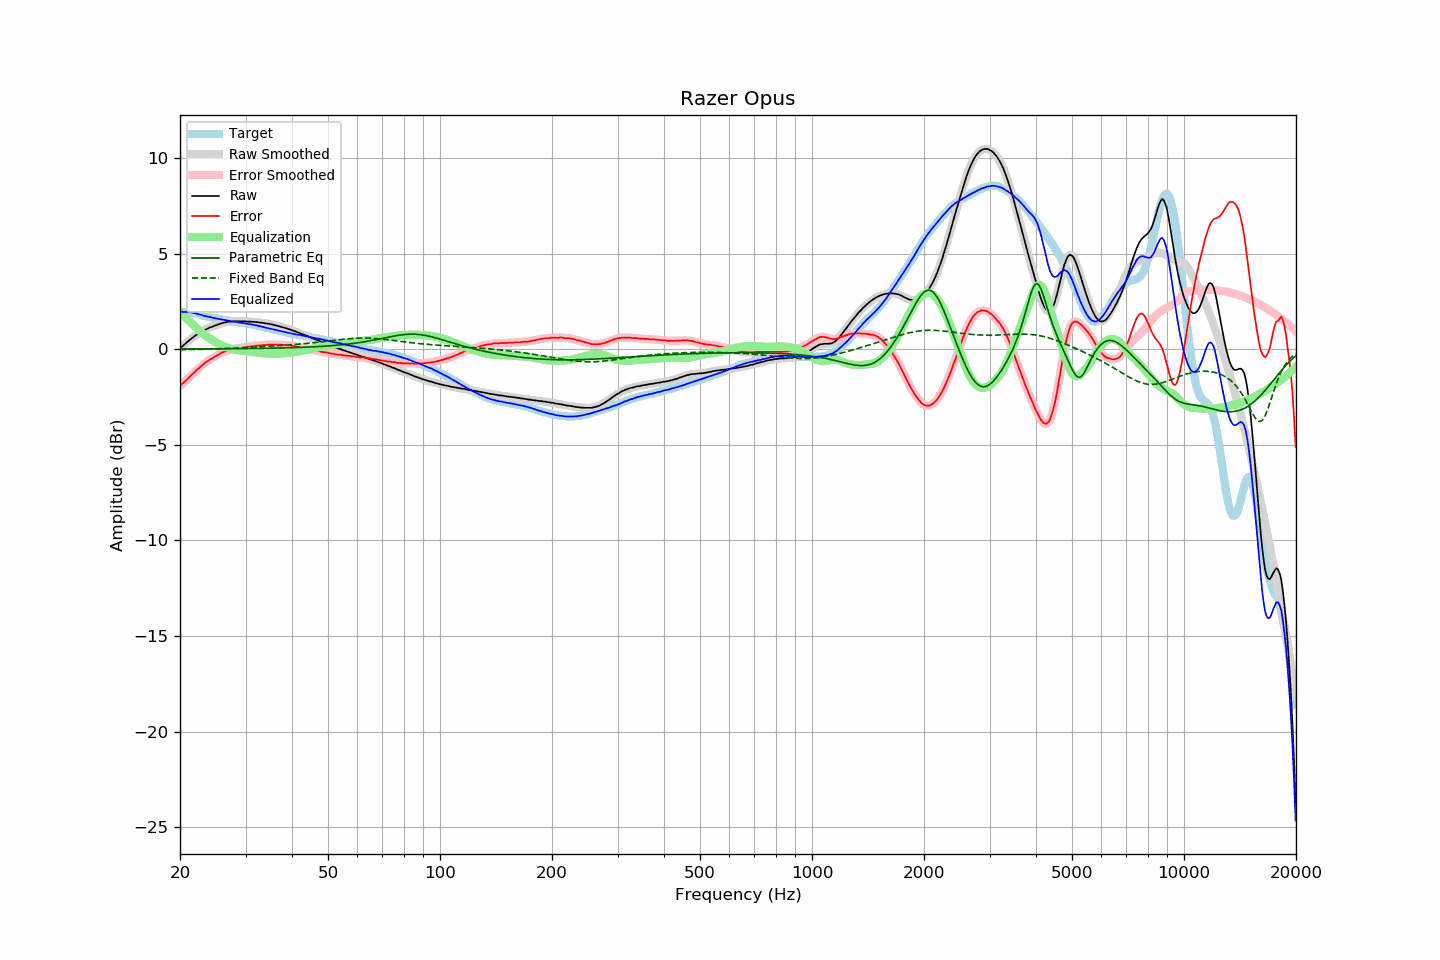 Razer Opus
Target
Raw Smoothed
Error Smoothed
Raw
Error
Equalization
Parametric Eq
Fixed Band Eq
Equalized
10
5
0
−5
−10
−15
−20
−25
Amplitude (dBr)
20 50 100 200 500 1000 2000 5000 10000 20000
Frequency (Hz)